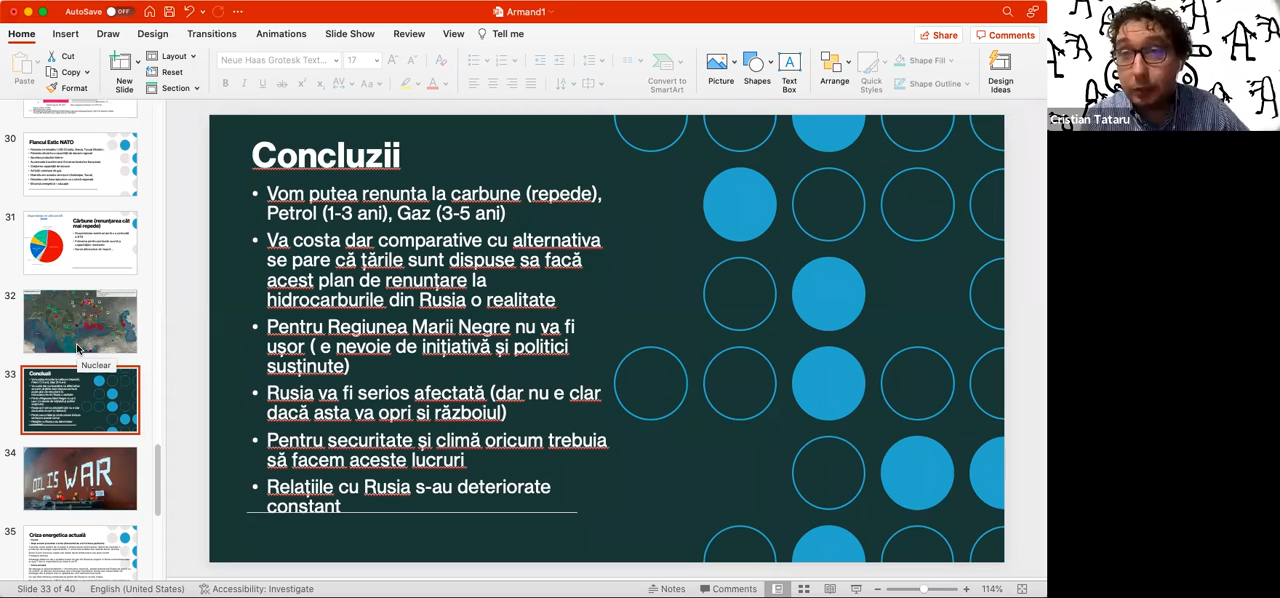 AutoSave OFF
Armand1
Home Insert Draw Design Transitions Animations Slide Show Review View Tell me
Share Comments
Paste
Cut
Copy
Format
New Slide
Layout
Reset
Section
Neue Haas Grotesk Text... 17
Convert to SmartArt
Picture
Shapes
Text Box
Arrange
Quick Styles
Shape Fill
Shape Outline
Design Ideas
Cristian Tataru
30
Flancul Estic NATO
31
Cărbune (renunțarea cât mai repede)
32
Nuclear
33
Concluzii
34
OIL IS WAR
35
Criza energetica actuală
Concluzii
• Vom putea renunta la carbune (repede),
Petrol (1-3 ani), Gaz (3-5 ani)
• Va costa dar comparative cu alternativa
se pare că țările sunt dispuse sa facă
acest plan de renunțare la
hidrocarburile din Rusia o realitate
• Pentru Regiunea Marii Negre nu va fi
ușor ( e nevoie de inițiativă și politici
susținute)
• Rusia va fi serios afectată (dar nu e clar
dacă asta va opri și războiul)
• Pentru securitate și climă oricum trebuia
să facem aceste lucruri
• Relațiile cu Rusia s-au deteriorate
constant
Slide 33 of 40 English (United States) Accessibility: Investigate
Notes Comments 114%